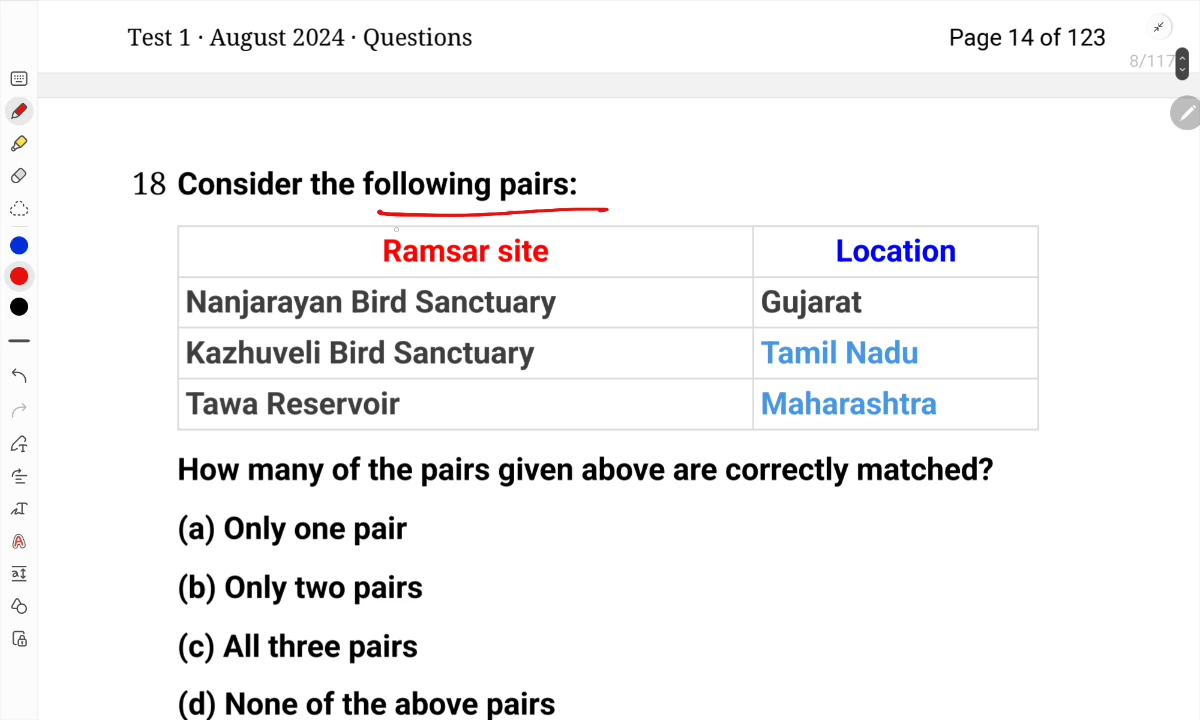 Test 1 · August 2024 · Questions
Page 14 of 123
8/117
18 Consider the following pairs:
Ramsar site Location
Nanjarayan Bird Sanctuary Gujarat
Kazhuveli Bird Sanctuary Tamil Nadu
Tawa Reservoir Maharashtra
How many of the pairs given above are correctly matched?
(a) Only one pair
(b) Only two pairs
(c) All three pairs
(d) None of the above pairs